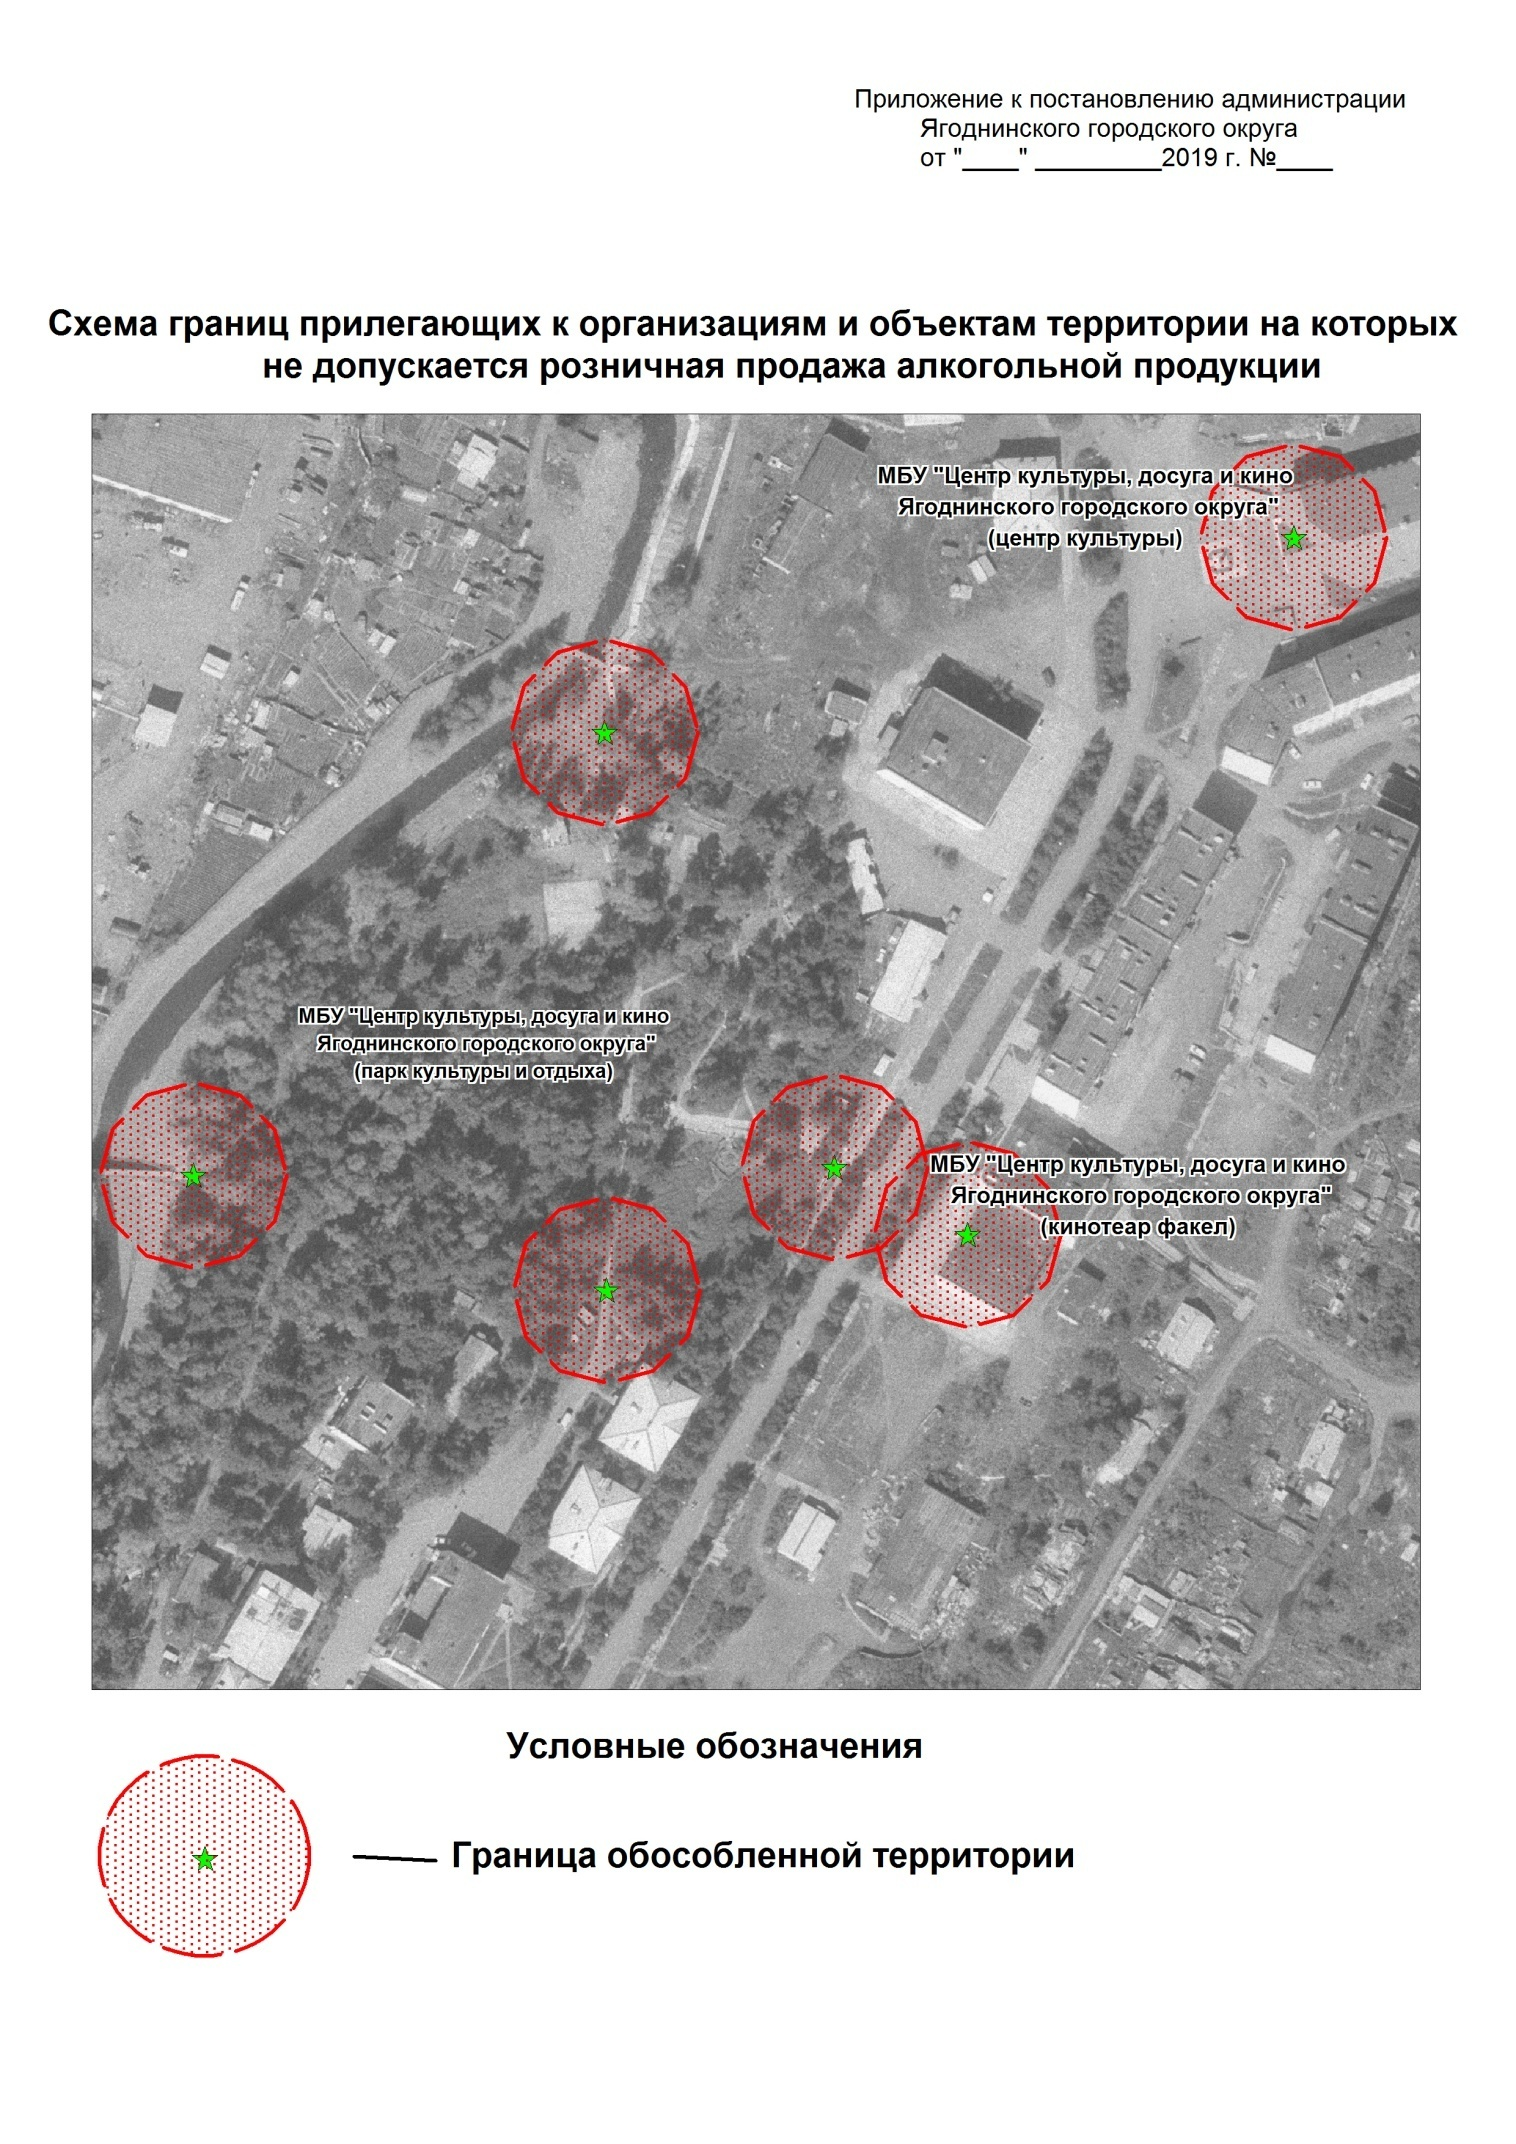 Приложение к постановлению администрации
Ягоднинского городского округа
от "____" _________2019 г. №____
Схема границ прилегающих к организациям и объектам территории на которых
не допускается розничная продажа алкогольной продукции
МБУ "Центр культуры, досуга и кино
Ягоднинского городского округа"
(центр культуры)
МБУ "Центр культуры, досуга и кино
Ягоднинского городского округа"
(парк культуры и отдыха)
МБУ "Центр культуры, досуга и кино
Ягоднинского городского округа"
(кинотеар факел)
Условные обозначения
Граница обособленной территории